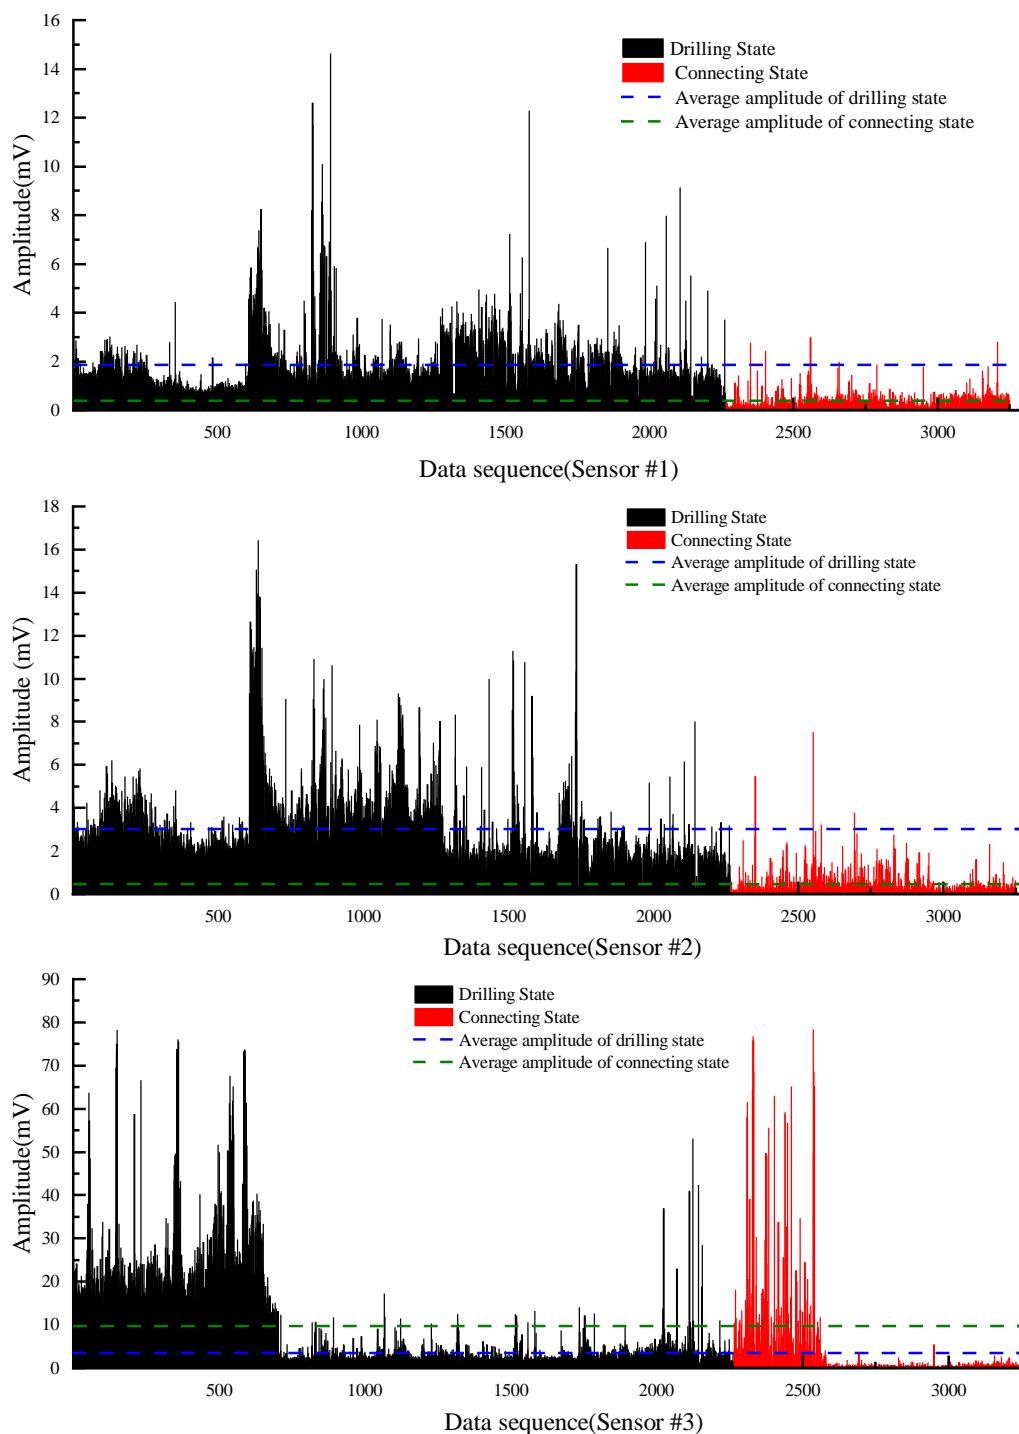 16
14
12
10
8
6
4
2
0
Amplitude(mV)
Drilling State
Connecting State
Average amplitude of drilling state
Average amplitude of connecting state
500 1000 1500 2000 2500 3000
Data sequence(Sensor #1)
18
16
14
12
10
8
6
4
2
0
Amplitude (mV)
Drilling State
Connecting State
Average amplitude of drilling state
Average amplitude of connecting state
500 1000 1500 2000 2500 3000
Data sequence(Sensor #2)
90
80
70
60
50
40
30
20
10
0
Amplitude(mV)
Drilling State
Connecting State
Average amplitude of drilling state
Average amplitude of connecting state
500 1000 1500 2000 2500 3000
Data sequence(Sensor #3)